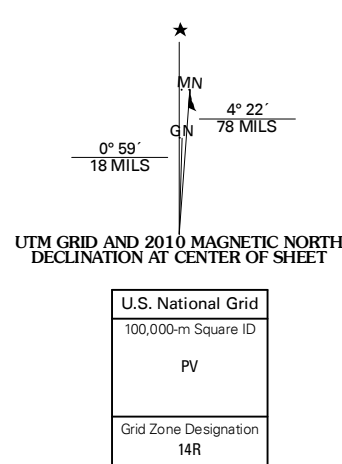 ★
MN
4° 22´
78 MILS
GN
0° 59´
18 MILS
UTM GRID AND 2010 MAGNETIC NORTH
DECLINATION AT CENTER OF SHEET
U.S. National Grid
100,000-m Square ID
PV
Grid Zone Designation
14R